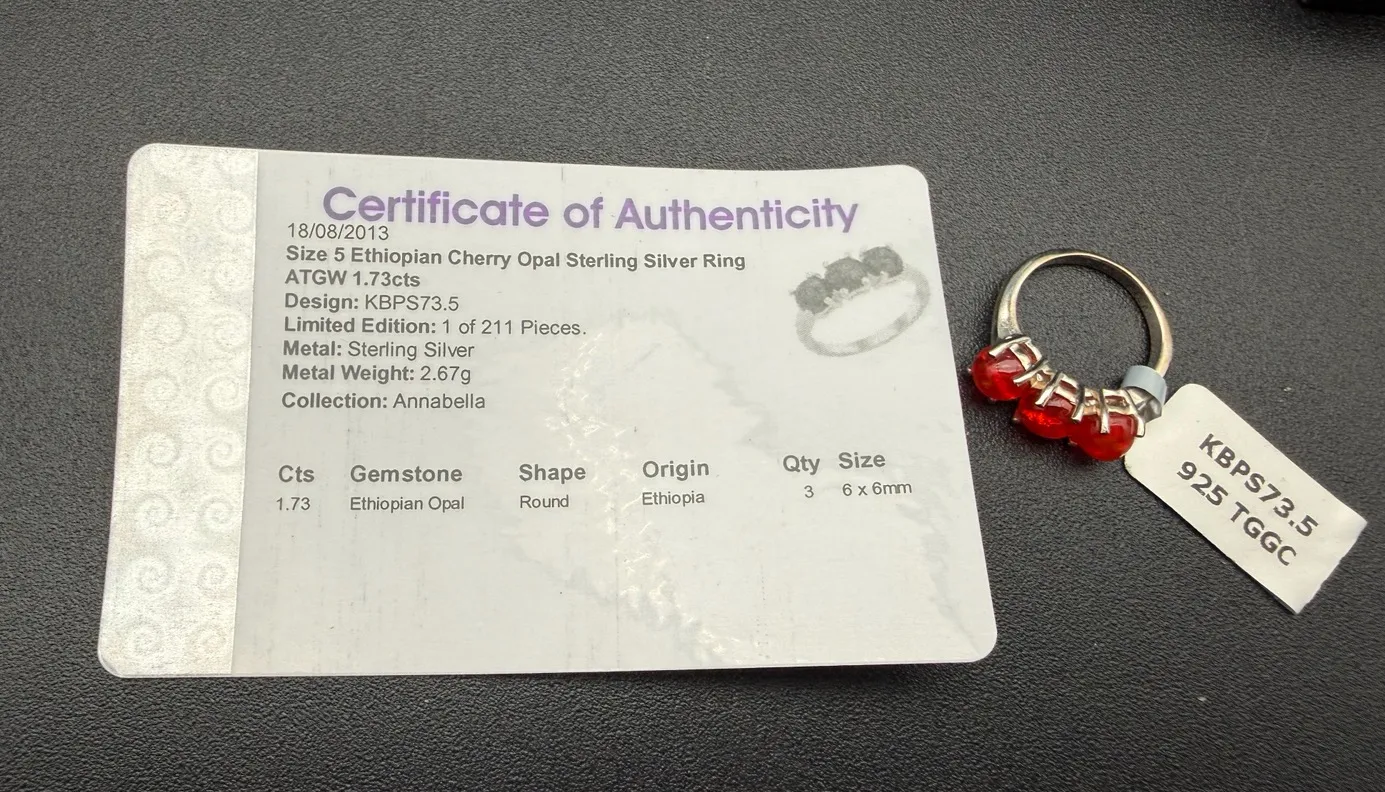 Certificate of Authenticity
18/08/2013
Size 5 Ethiopian Cherry Opal Sterling Silver Ring
ATGW 1.73cts
Design: KBPS73.5
Limited Edition: 1 of 211 Pieces.
Metal: Sterling Silver
Metal Weight: 2.67g
Collection: Annabella
Cts Gemstone Shape Origin Qty Size
1.73 Ethiopian Opal Round Ethiopia 3 6 x 6mm
KBPS73.5
925 TGGC